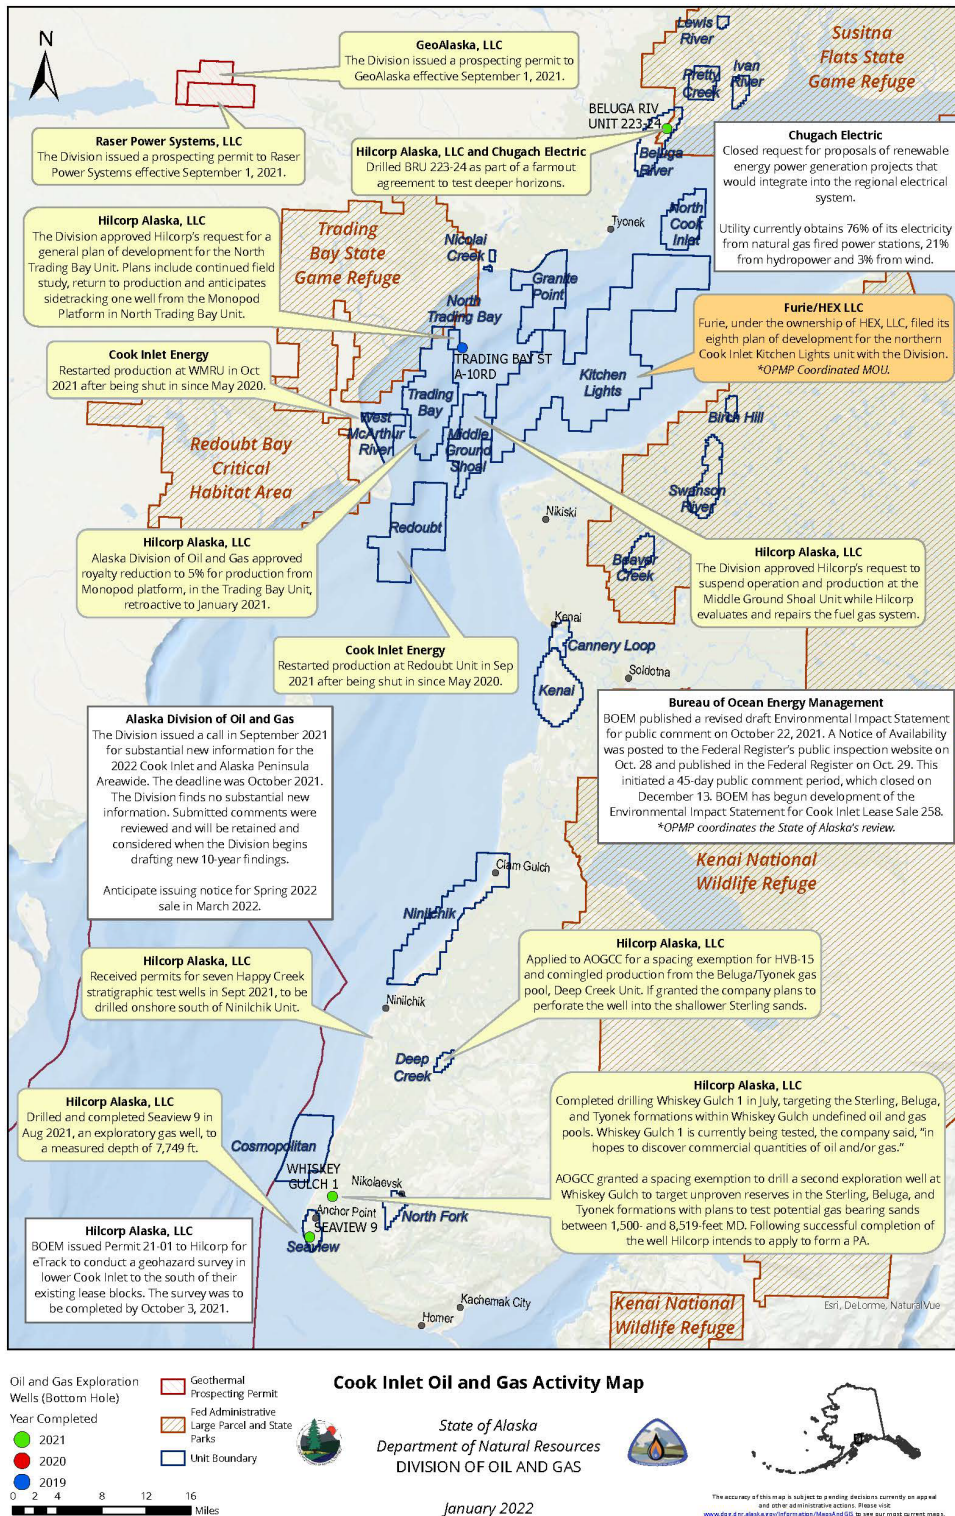 N
GeoAlaska, LLC
The Division issued a prospecting permit to
GeoAlaska effective September 1, 2021.
Raser Power Systems, LLC
The Division issued a prospecting permit to Raser
Power Systems effective September 1, 2021.
Lewis
River
Pretty
Creek
Ivan
River
Susitna
Flats State
Game Refuge
BELUGA RIV
UNIT 223-24
Beluga
River
Hilcorp Alaska, LLC and Chugach Electric
Drilled BRU 223-24 as part of a farmout
agreement to test deeper horizons.
Chugach Electric
Closed request for proposals of renewable
energy power generation projects that
would integrate into the regional electrical
system.
Utility currently obtains 76% of its electricity
from natural gas fired power stations, 21%
from hydropower and 3% from wind.
Hilcorp Alaska, LLC
The Division approved Hilcorp's request for a
general plan of development for the North
Trading Bay Unit. Plans include continued field
study, return to production and anticipates
sidetracking one well from the Monopod
Platform in North Trading Bay Unit.
Trading
Bay State
Game Refuge
Tyonek
North
Cook
Inlet
Nicolai
Creek
Granite
Point
North
Trading Bay
TRADING BAY ST
A-10RD
Furie/HEX LLC
Furie, under the ownership of HEX, LLC, filed its
eighth plan of development for the northern
Cook Inlet Kitchen Lights unit with the Division.
*OPMP Coordinated MOU.
Cook Inlet Energy
Restarted production at WMRU in Oct
2021 after being shut in since May 2020.
Kitchen
Lights
Trading
Bay
West
McArthur
River
Middle
Ground
Shoal
Birch Hill
Redoubt Bay
Critical
Habitat Area
Swanson
River
Redoubt
Nikiski
Beaver
Creek
Hilcorp Alaska, LLC
Alaska Division of Oil and Gas approved
royalty reduction to 5% for production from
Monopod platform, in the Trading Bay Unit,
retroactive to January 2021.
Hilcorp Alaska, LLC
The Division approved Hilcorp's request to
suspend operation and production at the
Middle Ground Shoal Unit while Hilcorp
evaluates and repairs the fuel gas system.
Kenai
Cannery Loop
Cook Inlet Energy
Restarted production at Redoubt Unit in Sep
2021 after being shut in since May 2020.
Soldotna
Kenai
Alaska Division of Oil and Gas
The Division issued a call in September 2021
for substantial new information for the
2022 Cook Inlet and Alaska Peninsula
Areawide. The deadline was October 2021.
The Division finds no substantial new
information. Submitted comments were
reviewed and will be retained and
considered when the Division begins
drafting new 10-year findings.
Anticipate issuing notice for Spring 2022
sale in March 2022.
Bureau of Ocean Energy Management
BOEM published a revised draft Environmental Impact Statement
for public comment on October 22, 2021. A Notice of Availability
was posted to the Federal Register's public inspection website on
Oct. 28 and published in the Federal Register on Oct. 29. This
initiated a 45-day public comment period, which closed on
December 13. BOEM has begun development of the
Environmental Impact Statement for Cook Inlet Lease Sale 258.
*OPMP coordinates the State of Alaska's review.
Kenai National
Wildlife Refuge
Clam Gulch
Ninilchik
Hilcorp Alaska, LLC
Received permits for seven Happy Creek
stratigraphic test wells in Sept 2021, to be
drilled onshore south of Ninilchik Unit.
Hilcorp Alaska, LLC
Applied to AOGCC for a spacing exemption for HVB-15
and comingled production from the Beluga/Tyonek gas
pool, Deep Creek Unit. If granted the company plans to
perforate the well into the shallower Sterling sands.
Ninilchik
Deep
Creek
Hilcorp Alaska, LLC
Drilled and completed Seaview 9 in
Aug 2021, an exploratory gas well, to
a measured depth of 7,749 ft.
Hilcorp Alaska, LLC
Completed drilling Whiskey Gulch 1 in July, targeting the Sterling, Beluga,
and Tyonek formations within Whiskey Gulch undefined oil and gas
pools. Whiskey Gulch 1 is currently being tested, the company said, "in
hopes to discover commercial quantities of oil and/or gas."
AOGCC granted a spacing exemption to drill a second exploration well at
Whiskey Gulch to target unproven reserves in the Sterling, Beluga, and
Tyonek formations with plans to test potential gas bearing sands
between 1,500- and 8,519-feet MD. Following successful completion of
the well Hilcorp intends to apply to form a PA.
Cosmopolitan
WHISKEY
GULCH 1
Nikolaevsk
Anchor Point
SEAVIEW 9
North Fork
Seaview
Hilcorp Alaska, LLC
BOEM issued Permit 21-01 to Hilcorp for
eTrack to conduct a geohazard survey in
lower Cook Inlet to the south of their
existing lease blocks. The survey was to
be completed by October 3, 2021.
Kachemak City
Homer
Kenai National
Wildlife Refuge
Esri, DeLorme, NaturalVue
Oil and Gas Exploration
Wells (Bottom Hole)
Year Completed
2021
2020
2019
0 2 4 8 12 16
Miles
Geothermal
Prospecting Permit
Fed Administrative
Large Parcel and State
Parks
Unit Boundary
Cook Inlet Oil and Gas Activity Map
State of Alaska
Department of Natural Resources
DIVISION OF OIL AND GAS
January 2022
The accuracy of this map is subject to pending decisions currently on appeal
and other administrative actions. Please visit
www.dog.dnr.alaska.gov/Information/MapsAndGIS to see our most current maps.